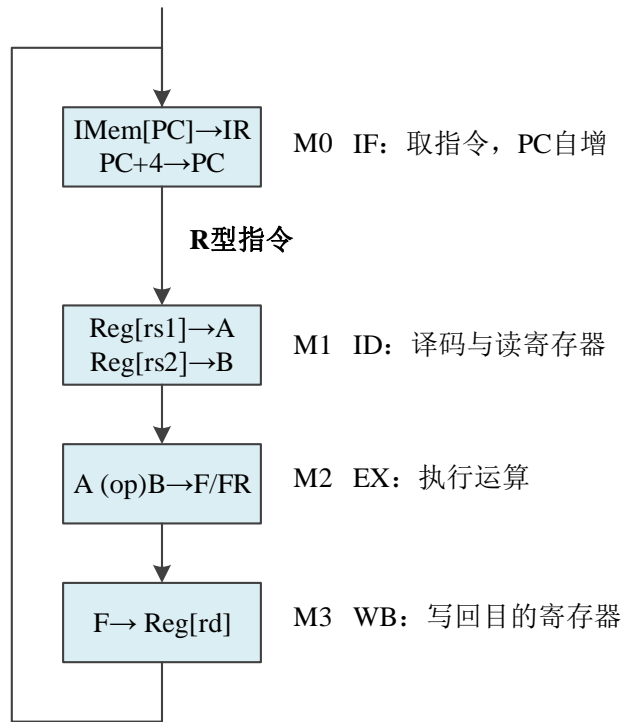 IMem[PC]→IR
PC+4→PC
M0 IF：取指令，PC自增
R型指令
Reg[rs1]→A
Reg[rs2]→B
M1 ID：译码与读寄存器
A (op)B→F/FR
M2 EX：执行运算
F→ Reg[rd]
M3 WB：写回目的寄存器